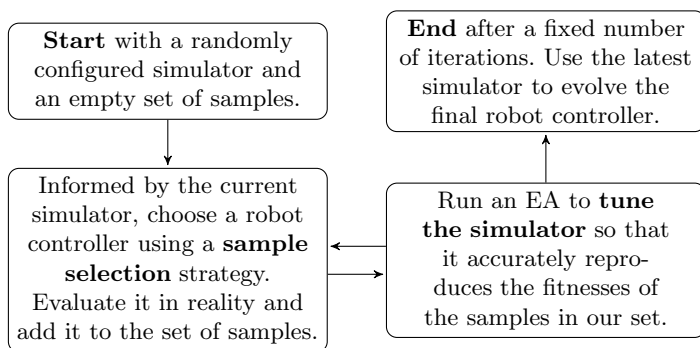 Start with a randomly
configured simulator and
an empty set of samples.
Informed by the current
simulator, choose a robot
controller using a sample
selection strategy.
Evaluate it in reality and
add it to the set of samples.
Run an EA to tune
the simulator so that
it accurately repro-
duces the fitnesses of
the samples in our set.
End after a fixed number
of iterations. Use the latest
simulator to evolve the
final robot controller.